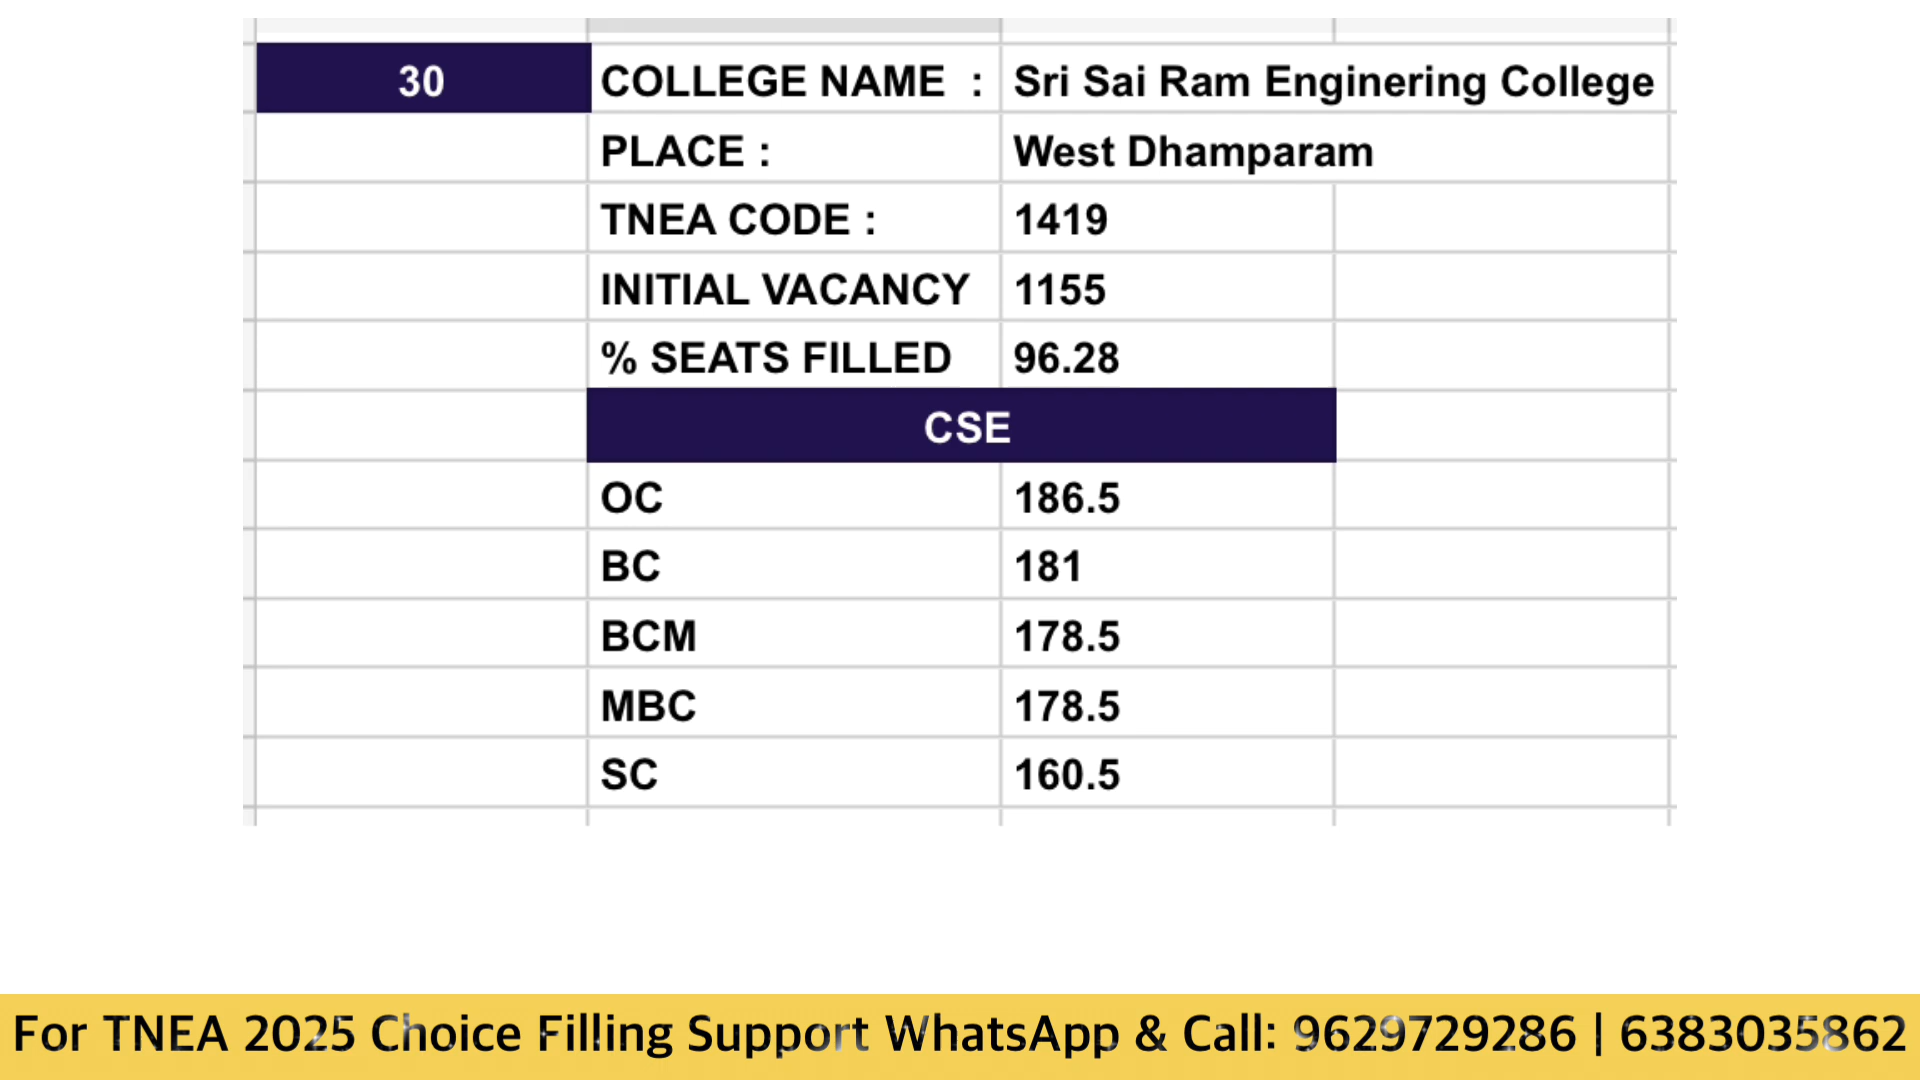 30 COLLEGE NAME : Sri Sai Ram Enginering College
PLACE : West Dhamparam
TNEA CODE : 1419
INITIAL VACANCY 1155
% SEATS FILLED 96.28
CSE
OC 186.5
BC 181
BCM 178.5
MBC 178.5
SC 160.5
For TNEA 2025 Choice Filling Support WhatsApp & Call: 9629729286 | 6383035862